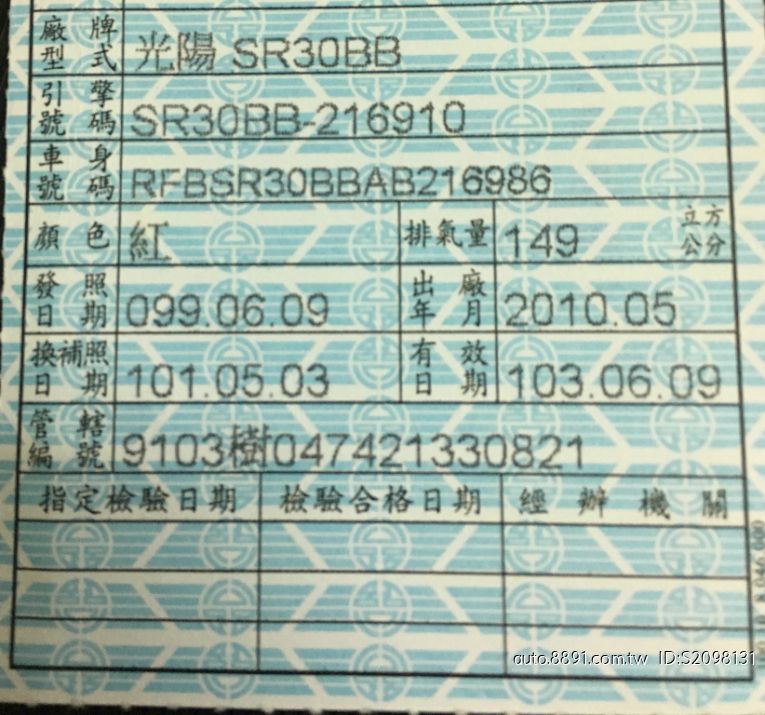 廠牌型式 光陽 SR30BB
引擎號碼 SR30BB-216910
車身號碼 RFBSR30BBAB216986
顏色 紅 排氣量 149 立方公分
發照日期 099.06.09 出廠年月 2010.05
換補照日期 101.05.03 有效日期 103.06.09
管轄編號 9103樹047421330821
指定檢驗日期 檢驗合格日期 經辦機關
auto.8891.com.tw ID:S2098131